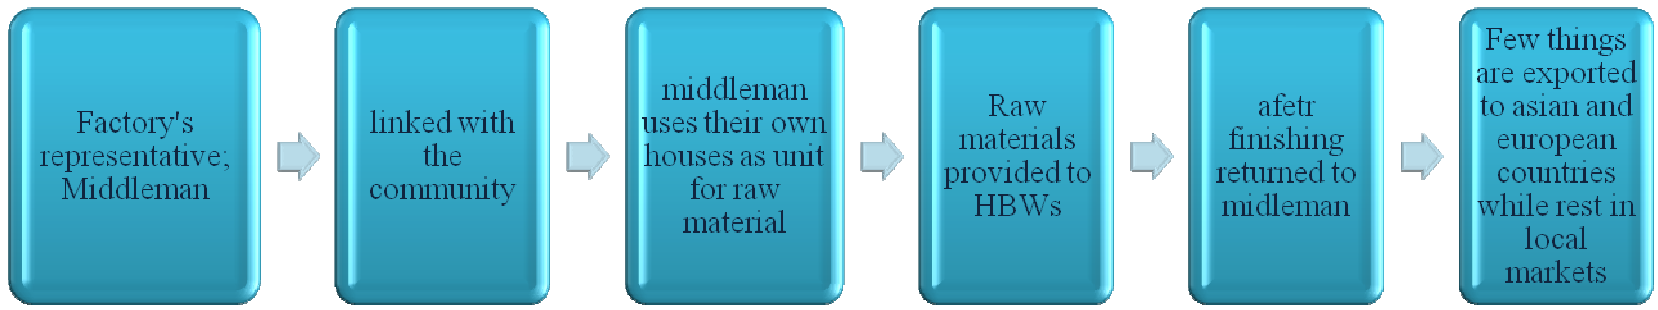 Factory's
representative;
Middleman
linked with
the
community
middleman
uses their own
houses as unit
for raw
material
Raw
materials
provided to
HBWs
afetr
finishing
returned to
midleman
Few things
are exported
to asian and
european
countries
while rest in
local
markets